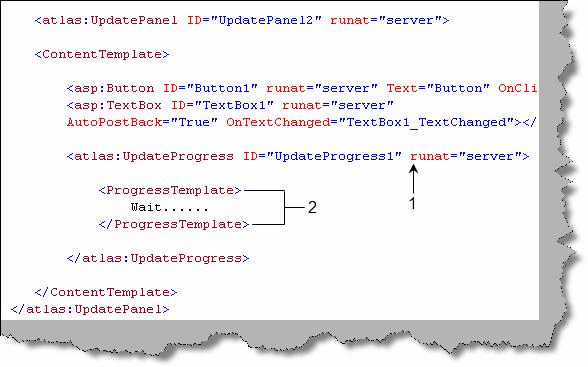 <atlas:UpdatePanel ID="UpdatePanel2" runat="server">
<ContentTemplate>
<asp:Button ID="Button1" runat="server" Text="Button" OnCli
<asp:TextBox ID="TextBox1" runat="server"
AutoPostBack="True" OnTextChanged="TextBox1_TextChanged"></
<atlas:UpdateProgress ID="UpdateProgress1" runat="server">
<ProgressTemplate>
1
Wait......
2
</ProgressTemplate>
</atlas:UpdateProgress>
</ContentTemplate>
</atlas:UpdatePanel>